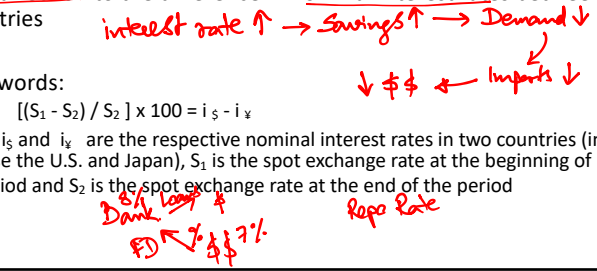 tries
interest rate ↑ → Savings ↑ → Demand ↓
words:
↓ $$ ← Imports ↓
[(S₁ - S₂) / S₂ ] x 100 = i $ - i ¥
i$ and i¥ are the respective nominal interest rates in two countries (in
e the U.S. and Japan), S₁ is the spot exchange rate at the beginning of
iod and S₂ is the spot exchange rate at the end of the period
8%
Bank Loans
Repo Rate
FD % $$ 7%